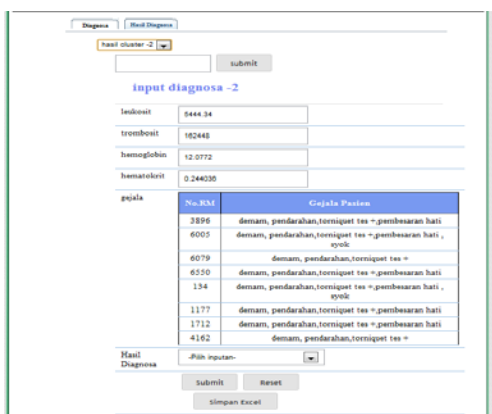 Diagnosa Hasil Diagnosa
hasil cluster -2
submit
input diagnosa -2
leukosit 5444.34
trombosit 162448
hemoglobin 12.0772
hematokrit 0.244036
gejala
No.RM Gejala Pasien
3896 demam, pendarahan,torniquet tes +,pembesaran hati
6005 demam, pendarahan,torniquet tes +,pembesaran hati ,
syok
6079 demam, pendarahan,torniquet tes +
6550 demam, pendarahan,torniquet tes +,pembesaran hati
134 demam, pendarahan,torniquet tes +,pembesaran hati ,
syok
1177 demam, pendarahan,torniquet tes +,pembesaran hati
1712 demam, pendarahan,torniquet tes +,pembesaran hati
4162 demam, pendarahan,torniquet tes +
Hasil
Diagnosa -Pilih inputan-
Submit Reset
Simpan Excel